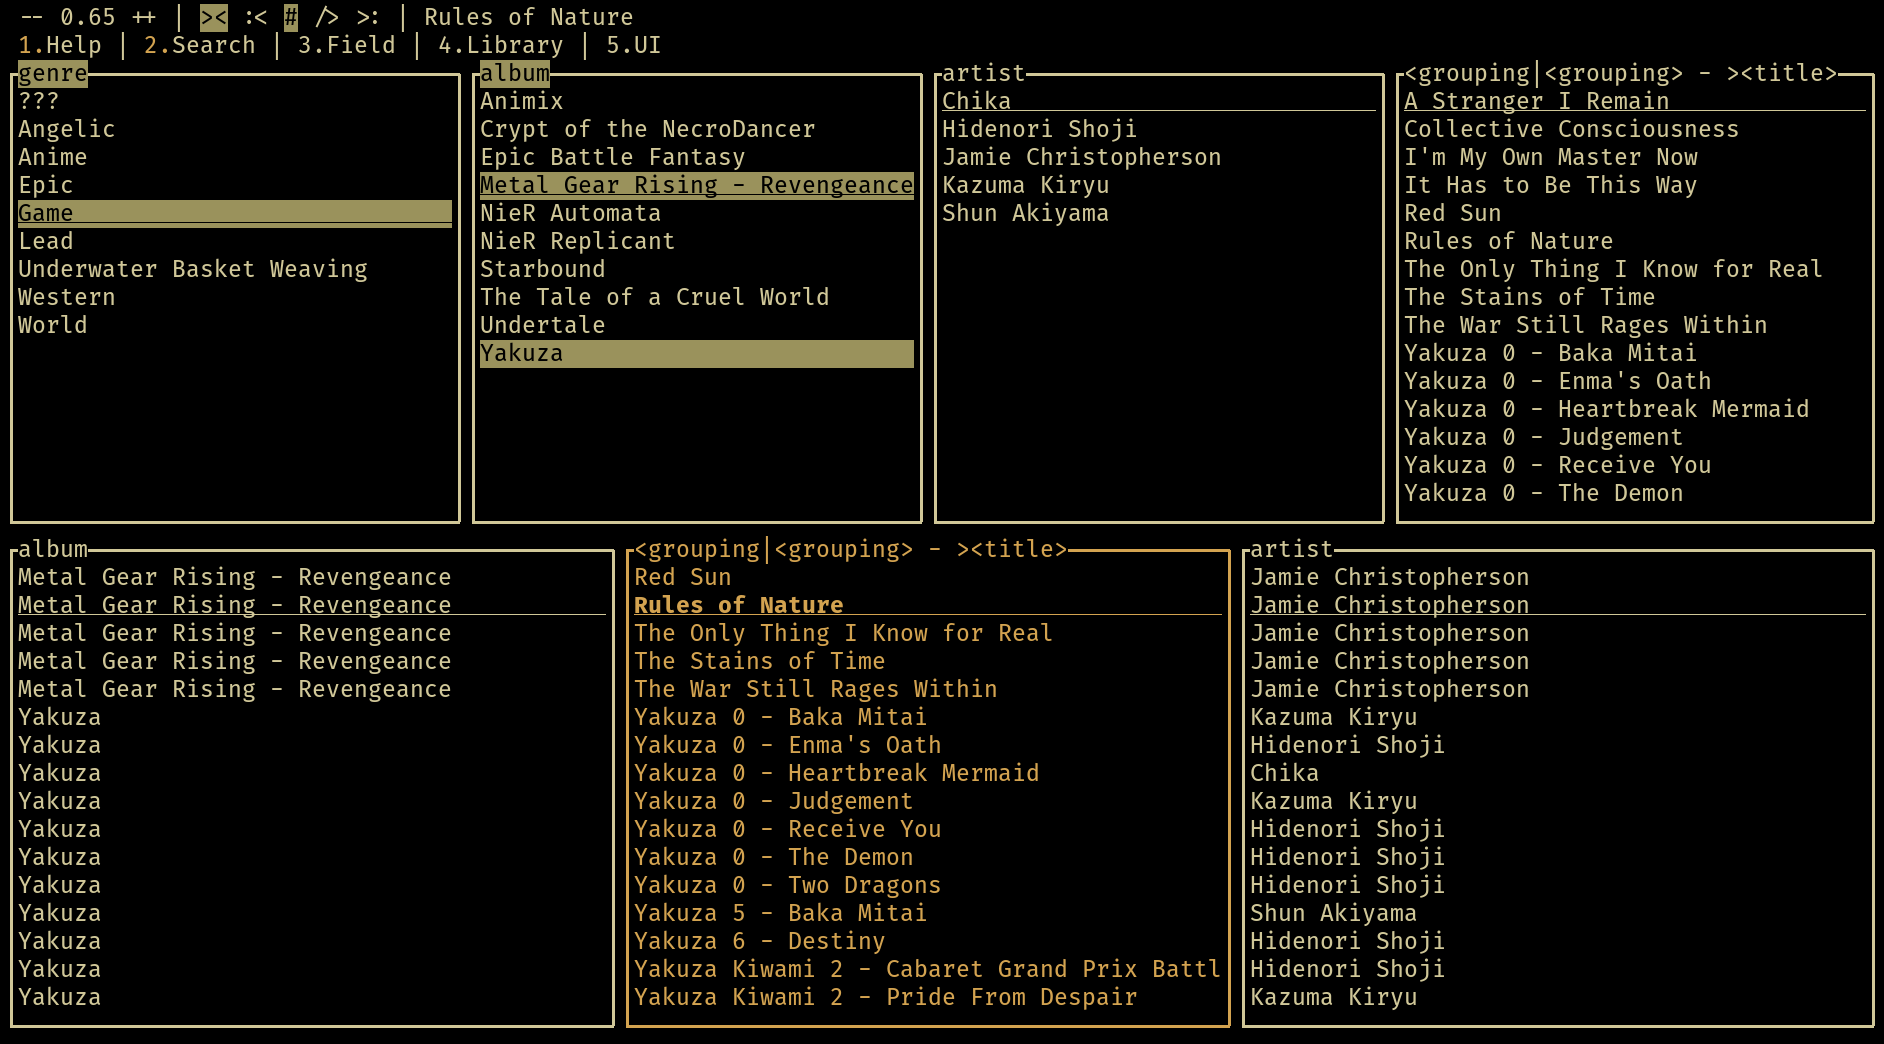 -- 0.65 ++ | >< :< # /> >: | Rules of Nature
1.Help | 2.Search | 3.Field | 4.Library | 5.UI
genre
???
Angelic
Anime
Epic
Game
Lead
Underwater Basket Weaving
Western
World
album
Animix
Crypt of the NecroDancer
Epic Battle Fantasy
Metal Gear Rising - Revengeance
NieR Automata
NieR Replicant
Starbound
The Tale of a Cruel World
Undertale
Yakuza
artist
Chika
Hidenori Shoji
Jamie Christopherson
Kazuma Kiryu
Shun Akiyama
<grouping|<grouping> - ><title>
A Stranger I Remain
Collective Consciousness
I'm My Own Master Now
It Has to Be This Way
Red Sun
Rules of Nature
The Only Thing I Know for Real
The Stains of Time
The War Still Rages Within
Yakuza 0 - Baka Mitai
Yakuza 0 - Enma's Oath
Yakuza 0 - Heartbreak Mermaid
Yakuza 0 - Judgement
Yakuza 0 - Receive You
Yakuza 0 - The Demon
album
Metal Gear Rising - Revengeance
Metal Gear Rising - Revengeance
Metal Gear Rising - Revengeance
Metal Gear Rising - Revengeance
Metal Gear Rising - Revengeance
Yakuza
Yakuza
Yakuza
Yakuza
Yakuza
Yakuza
Yakuza
Yakuza
Yakuza
Yakuza
Yakuza
<grouping|<grouping> - ><title>
Red Sun
Rules of Nature
The Only Thing I Know for Real
The Stains of Time
The War Still Rages Within
Yakuza 0 - Baka Mitai
Yakuza 0 - Enma's Oath
Yakuza 0 - Heartbreak Mermaid
Yakuza 0 - Judgement
Yakuza 0 - Receive You
Yakuza 0 - The Demon
Yakuza 0 - Two Dragons
Yakuza 5 - Baka Mitai
Yakuza 6 - Destiny
Yakuza Kiwami 2 - Cabaret Grand Prix Battl
Yakuza Kiwami 2 - Pride From Despair
artist
Jamie Christopherson
Jamie Christopherson
Jamie Christopherson
Jamie Christopherson
Jamie Christopherson
Kazuma Kiryu
Hidenori Shoji
Chika
Kazuma Kiryu
Hidenori Shoji
Hidenori Shoji
Hidenori Shoji
Shun Akiyama
Hidenori Shoji
Hidenori Shoji
Kazuma Kiryu